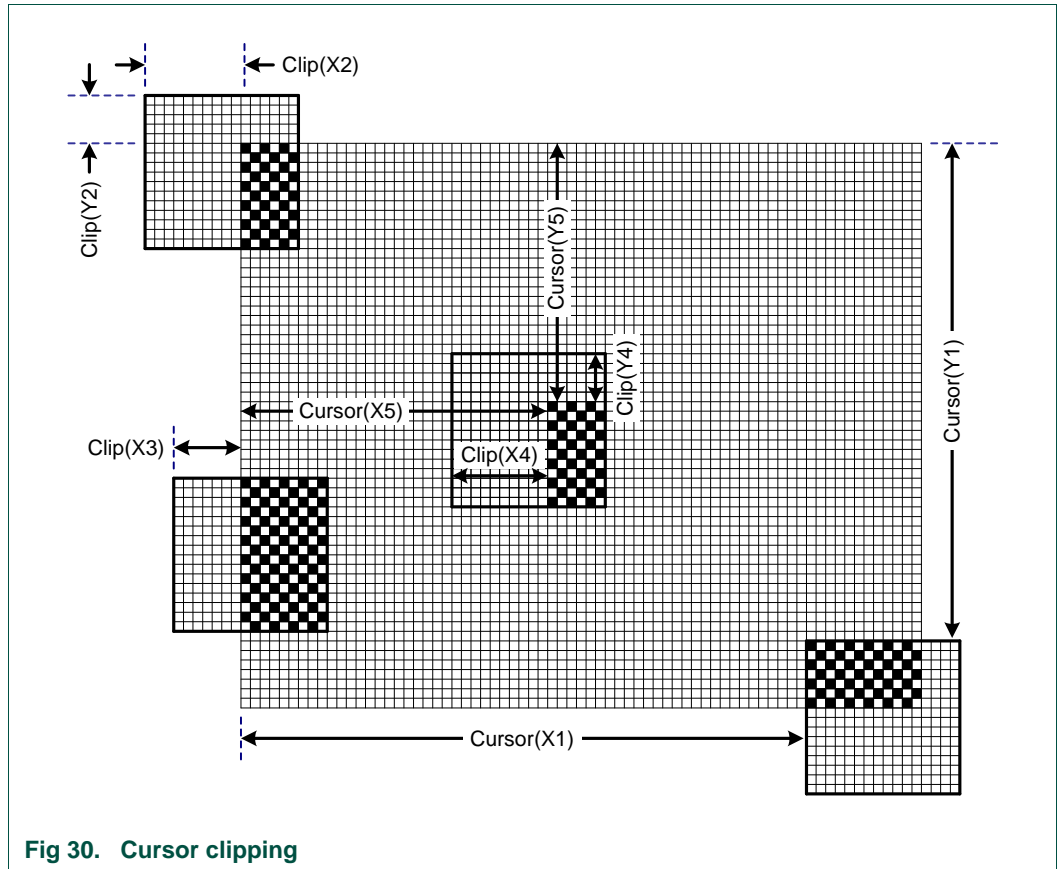 Clip(X2)
Clip(Y2)
Cursor(Y5)
Clip(Y4)
Cursor(Y1)
Cursor(X5)
Clip(X3)
Clip(X4)
Cursor(X1)
Fig 30. Cursor clipping